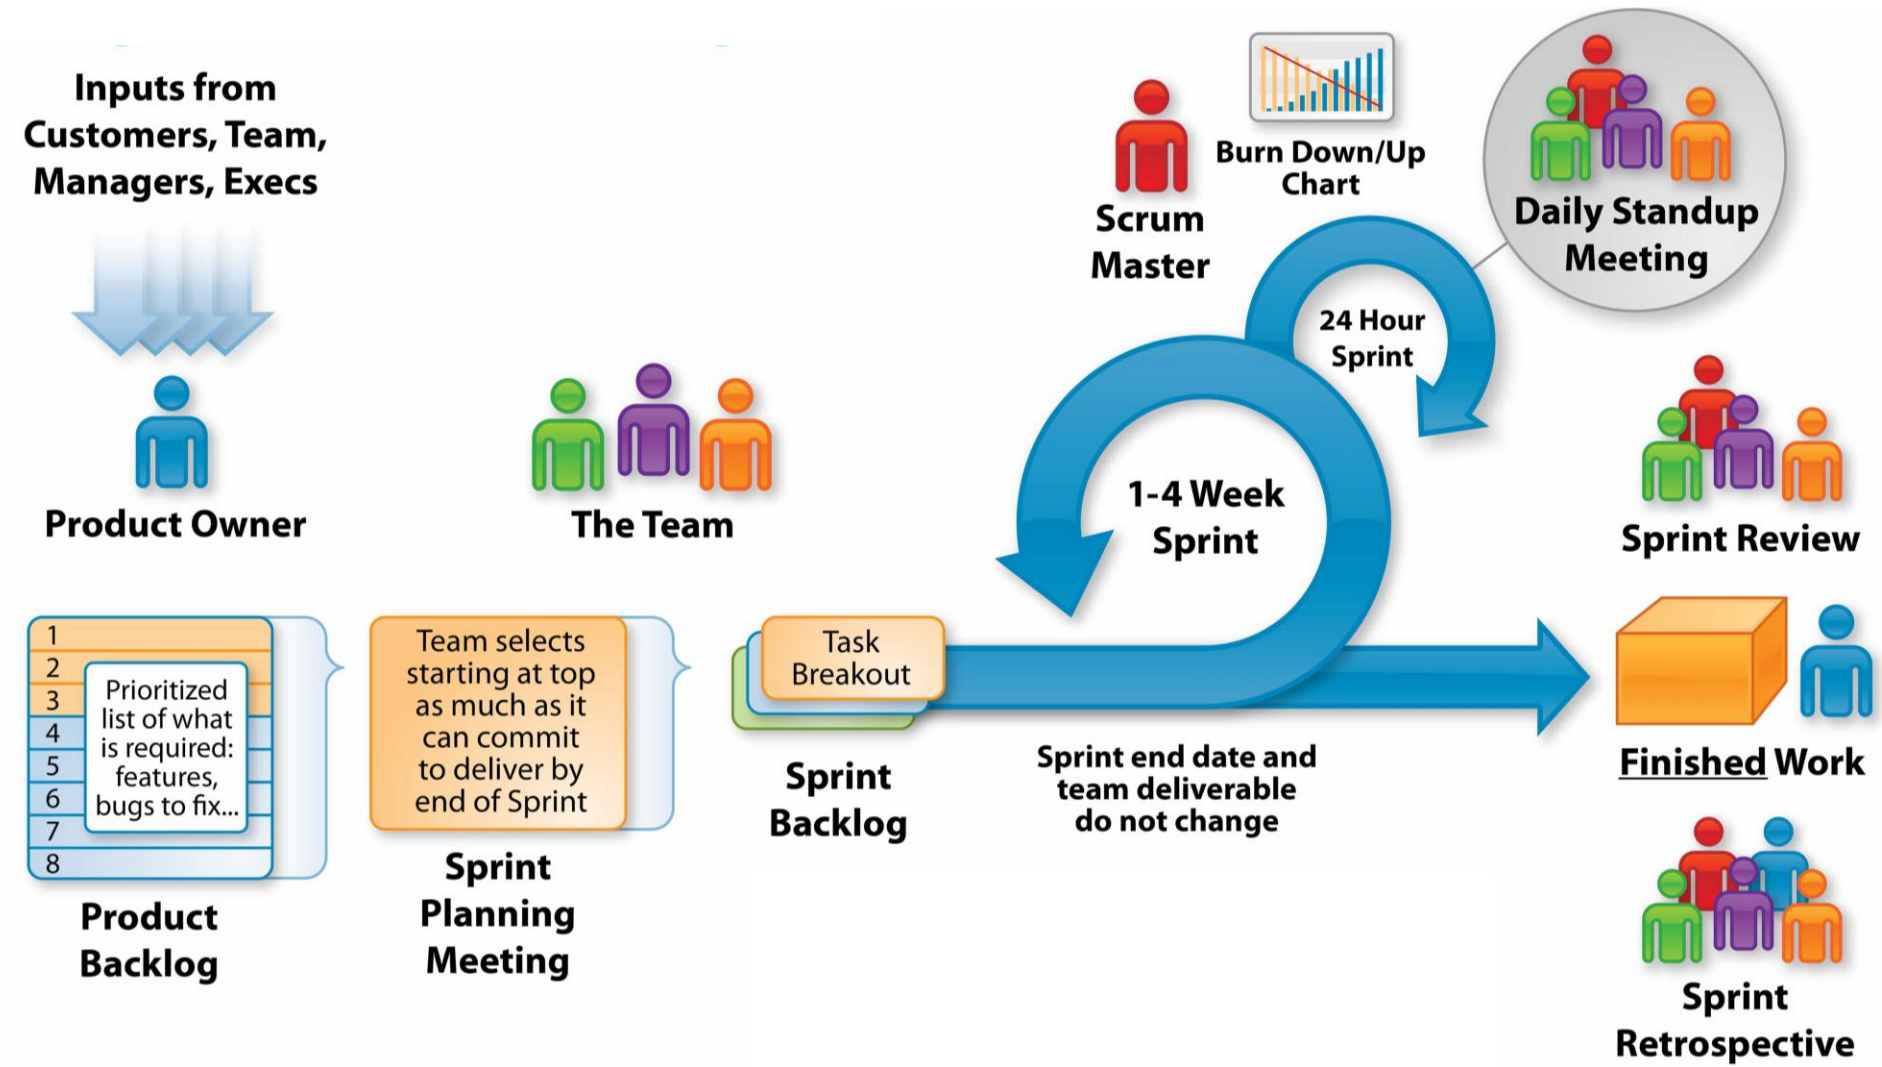 Inputs from
Customers, Team,
Managers, Execs
Product Owner
The Team
1
2
3
4
5
6
7
8
Prioritized
list of what
is required:
features,
bugs to fix...
Product
Backlog
Team selects
starting at top
as much as it
can commit
to deliver by
end of Sprint
Sprint
Planning
Meeting
Task
Breakout
Sprint
Backlog
Scrum
Master
Burn Down/Up
Chart
Daily Standup
Meeting
24 Hour
Sprint
1-4 Week
Sprint
Sprint end date and
team deliverable
do not change
Sprint Review
Finished Work
Sprint
Retrospective